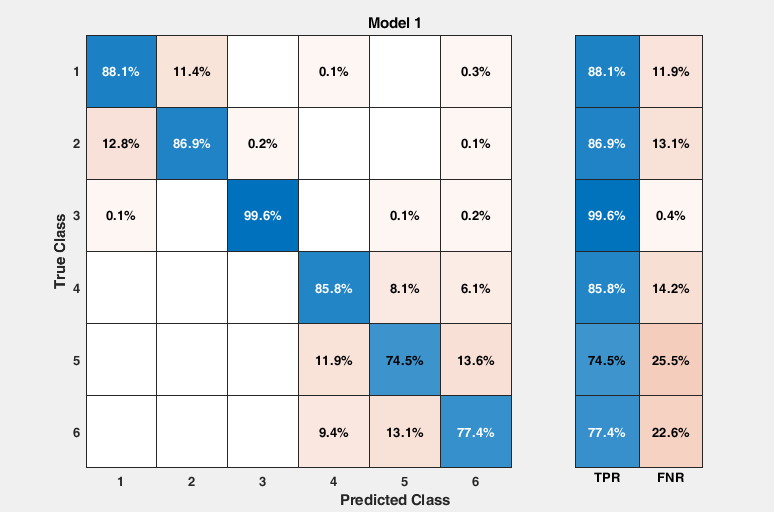 Model 1
1 88.1% 11.4% 0.1% 0.3% 88.1% 11.9%
2 12.8% 86.9% 0.2% 0.1% 86.9% 13.1%
3 0.1% 99.6% 0.1% 0.2% 99.6% 0.4%
4 85.8% 8.1% 6.1% 85.8% 14.2%
5 11.9% 74.5% 13.6% 74.5% 25.5%
6 9.4% 13.1% 77.4% 77.4% 22.6%
True Class
1 2 3 4 5 6 TPR FNR
Predicted Class